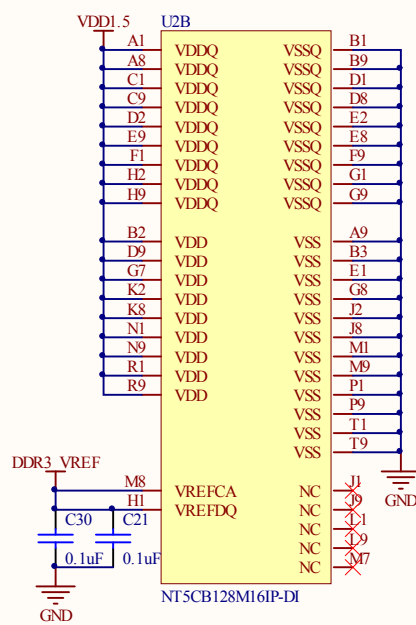 VDD1.5 U2B
A1 VDDQ VSSQ B1
A8 VDDQ VSSQ B9
C1 VDDQ VSSQ D1
C9 VDDQ VSSQ D8
D2 VDDQ VSSQ E2
E9 VDDQ VSSQ E8
F1 VDDQ VSSQ F9
H2 VDDQ VSSQ G1
H9 VDDQ VSSQ G9
B2 VDD VSS A9
D9 VDD VSS B3
G7 VDD VSS E1
K2 VDD VSS G8
K8 VDD VSS J2
N1 VDD VSS J8
N9 VDD VSS M1
R1 VDD VSS M9
R9 VDD VSS P1
VSS P9
VSS T1
VSS T9
DDR3_VREF
GND
M8 VREFCA NC J1
H1 VREFDQ NC J9
C30 C21 NC L1
NC L9
0.1uF 0.1uF NC M7
NT5CB128M16IP-DI
GND